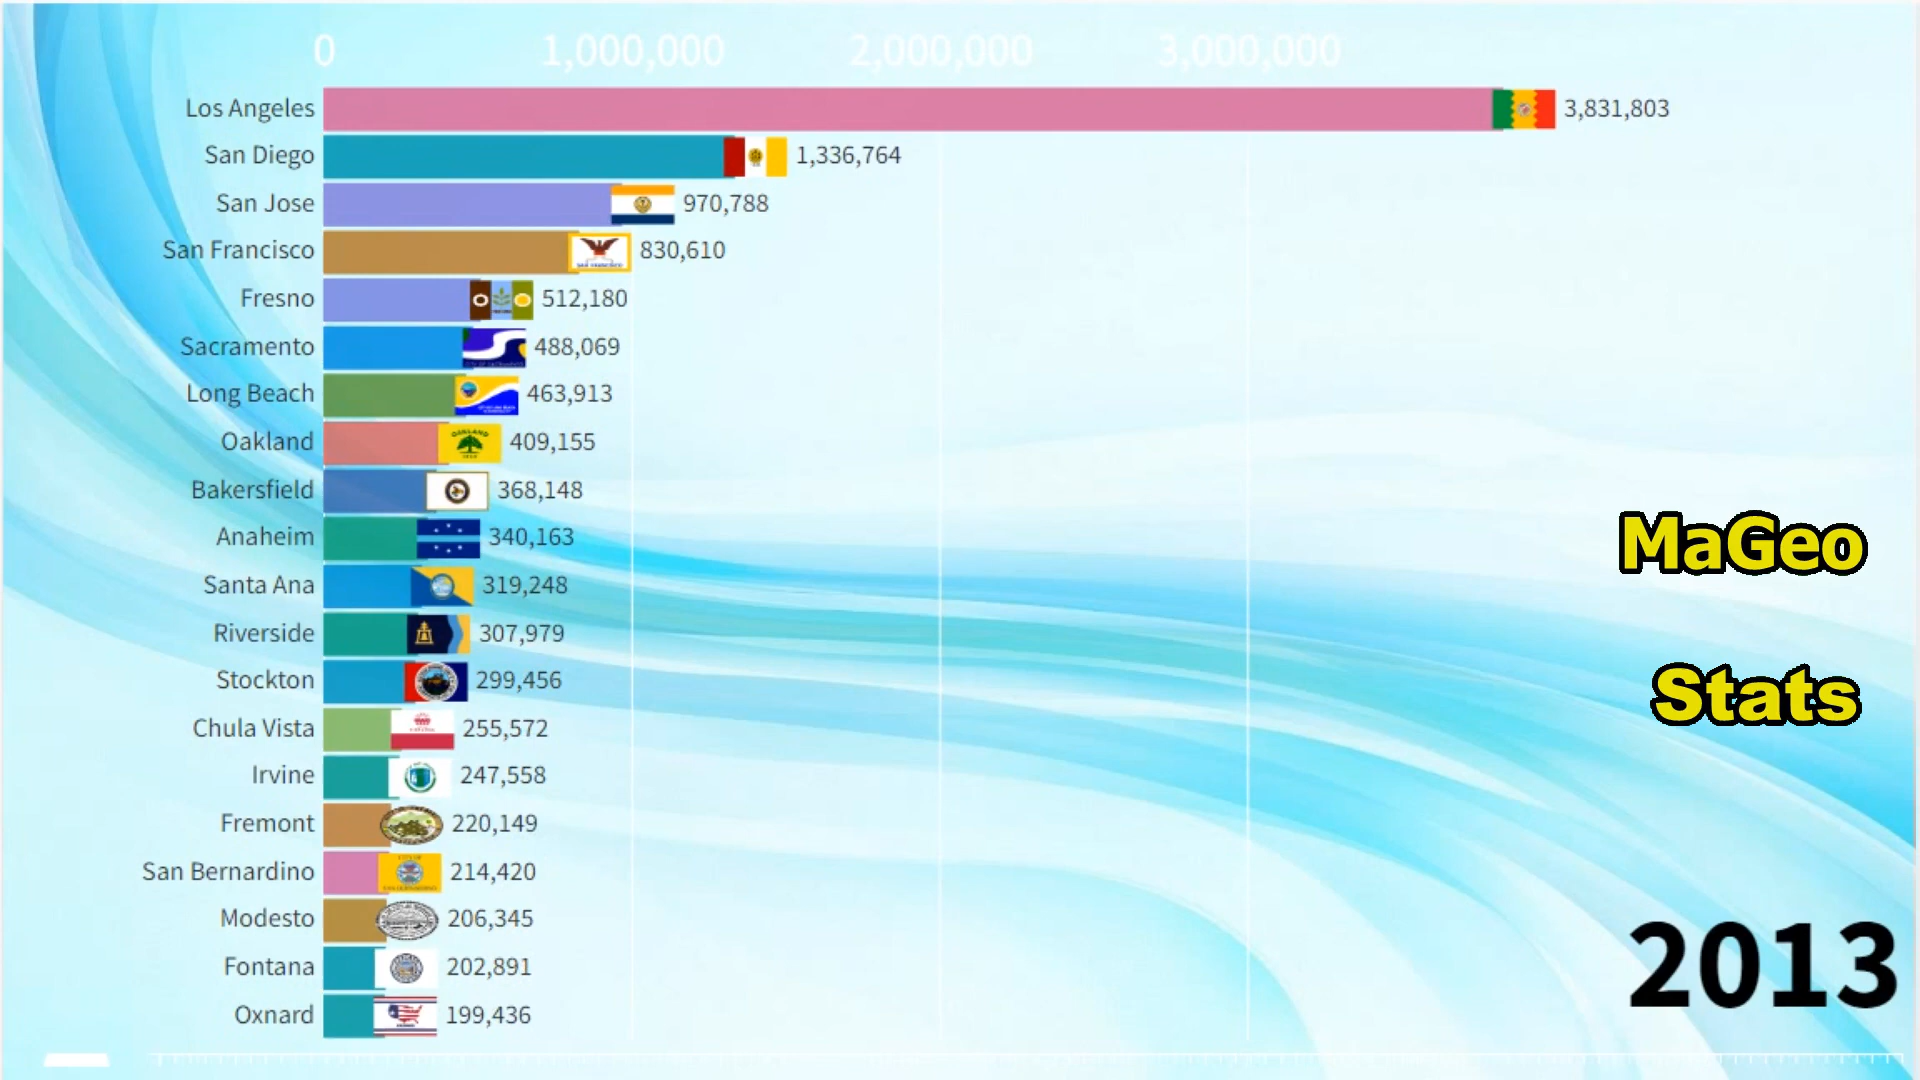 0 1,000,000 2,000,000 3,000,000
Los Angeles 3,831,803
San Diego 1,336,764
San Jose 970,788
San Francisco 830,610
Fresno 512,180
Sacramento 488,069
Long Beach 463,913
Oakland 409,155
Bakersfield 368,148
Anaheim 340,163
Santa Ana 319,248
Riverside 307,979
Stockton 299,456
Chula Vista 255,572
Irvine 247,558
Fremont 220,149
San Bernardino 214,420
Modesto 206,345
Fontana 202,891
Oxnard 199,436
MaGeo
Stats
2013